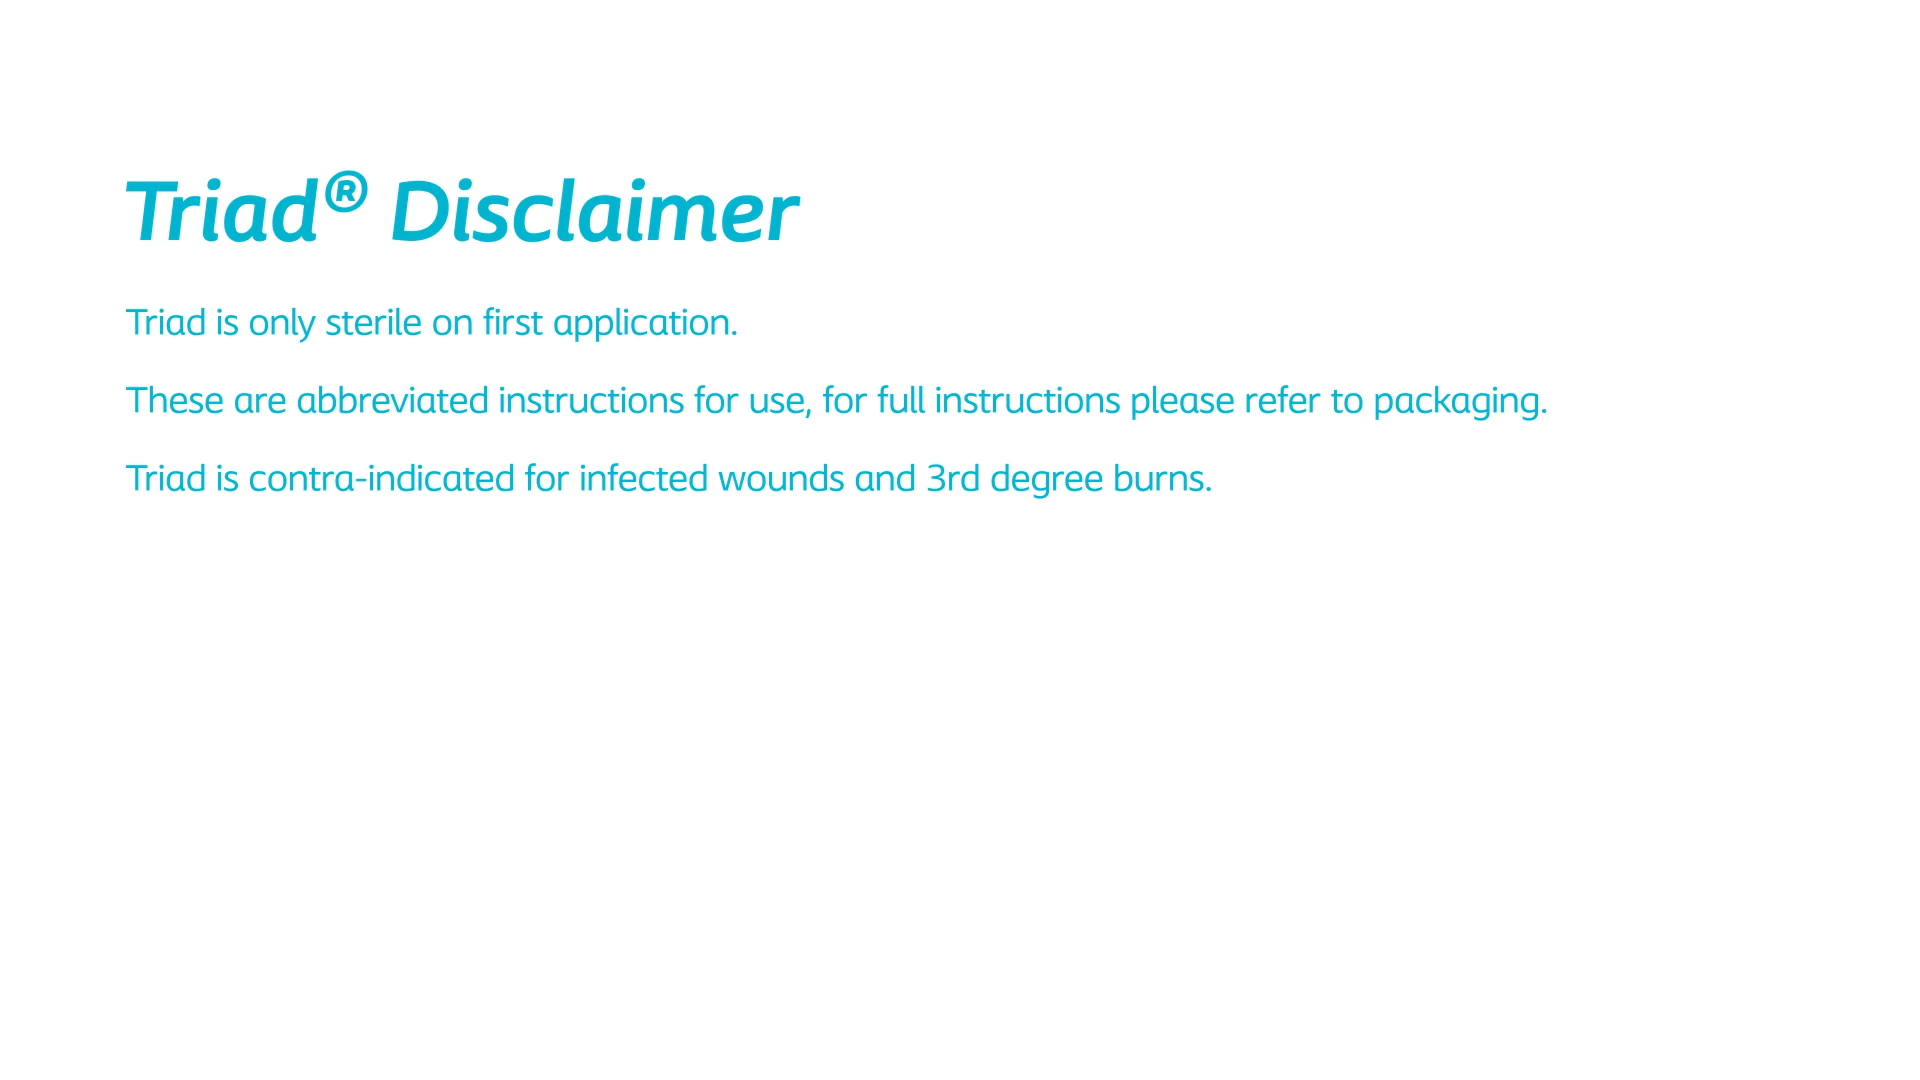 Triad® Disclaimer
Triad is only sterile on first application.
These are abbreviated instructions for use, for full instructions please refer to packaging.
Triad is contra-indicated for infected wounds and 3rd degree burns.